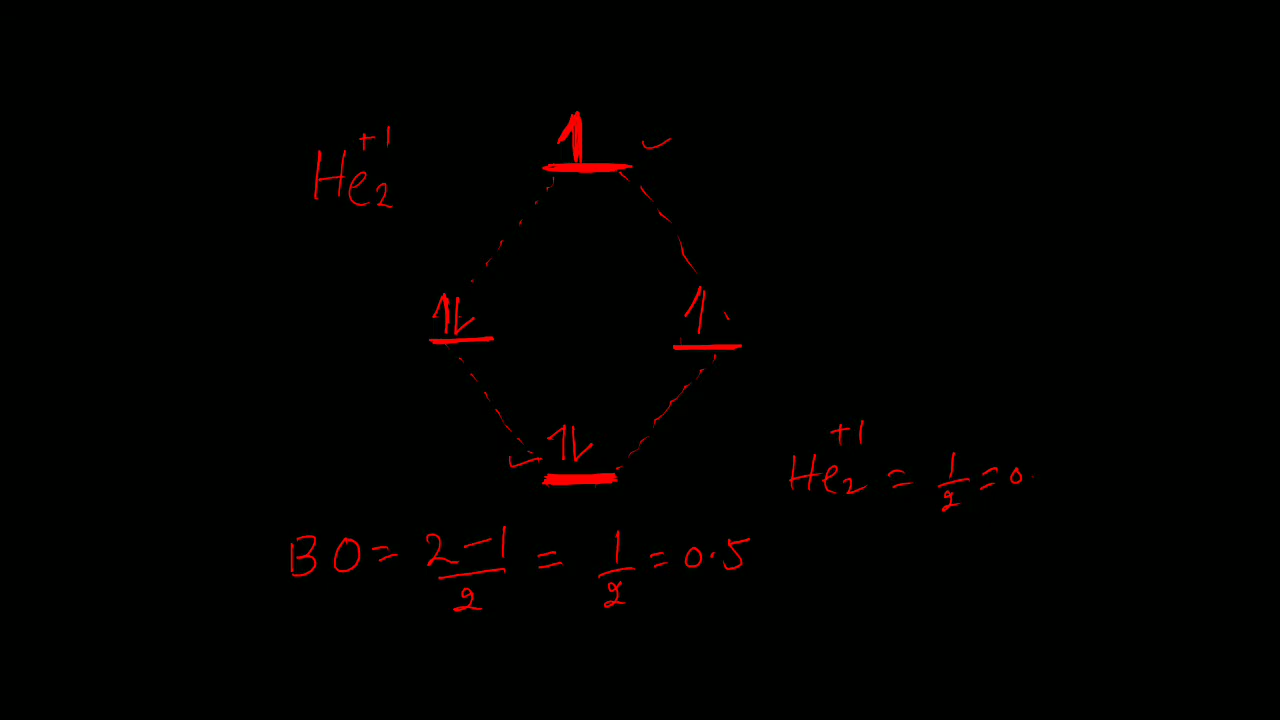 He₂⁺¹
He₂⁺¹ = 1/2 = 0
BO = 2-1/2 = 1/2 = 0.5